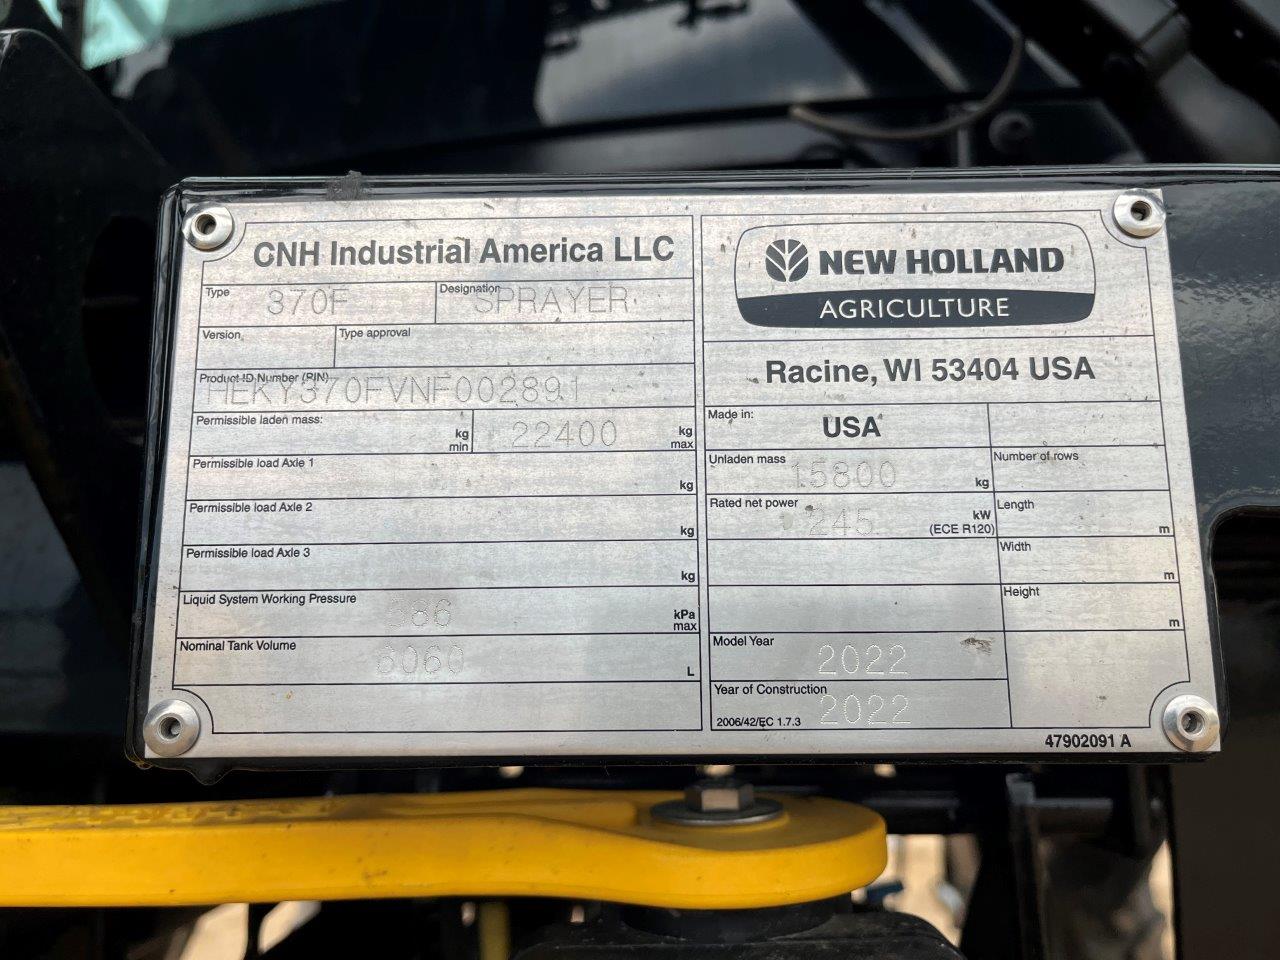 CNH Industrial America LLC
Type 370F
Designation SPRAYER
Version
Type approval
Product ID Number (PIN)
HEKY370FVNF002891
Permissible laden mass:
kg min
22400 kg max
Permissible load Axle 1 kg
Permissible load Axle 2 kg
Permissible load Axle 3 kg
Liquid System Working Pressure kPa max
Nominal Tank Volume L
NEW HOLLAND
AGRICULTURE
Racine, WI 53404 USA
Made in: USA
Unladen mass 15800 kg
Number of rows
Rated net power 245 kW (ECE R120)
Length m
Width m
Height m
Model Year 2022
Year of Construction 2022
2006/42/EC 1.7.3
47902091 A